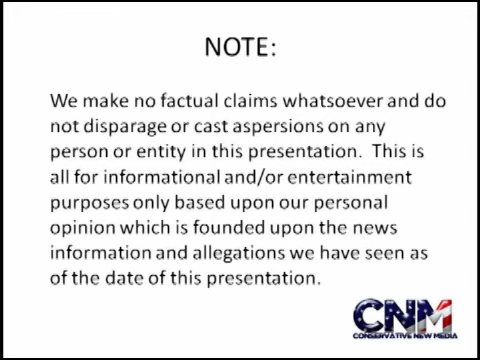 NOTE:
We make no factual claims whatsoever and do
not disparage or cast aspersions on any
person or entity in this presentation.  This is
all for informational and/or entertainment
purposes only based upon our personal
opinion which is founded upon the news
information and allegations we have seen as
of the date of this presentation.
CNM
CONSERVATIVE NEW MEDIA